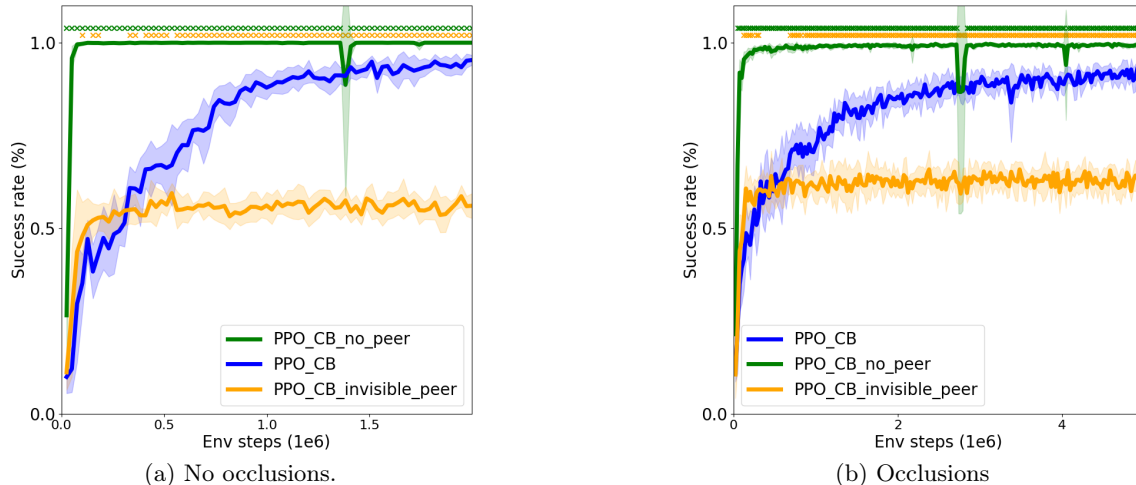 1.0
0.5
0.0
Success rate (%)
PPO_CB_no_peer
PPO_CB
PPO_CB_invisible_peer
0.0 0.5 1.0 1.5
Env steps (1e6)
(a) No occlusions.
1.0
0.5
0.0
Success rate (%)
PPO_CB
PPO_CB_no_peer
PPO_CB_invisible_peer
0 2 4
Env steps (1e6)
(b) Occlusions